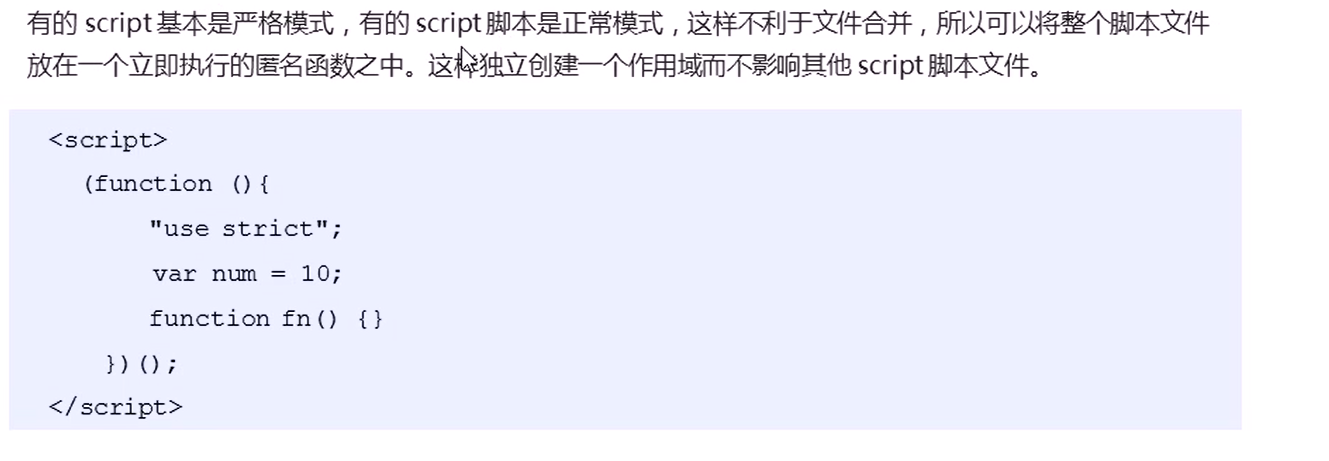 有的 script 基本是严格模式，有的 script 脚本是正常模式，这样不利于文件合并，所以可以将整个脚本文件
放在一个立即执行的匿名函数之中。这样独立创建一个作用域而不影响其他 script 脚本文件。
<script>
(function (){
"use strict";
var num = 10;
function fn() {}
})();
</script>